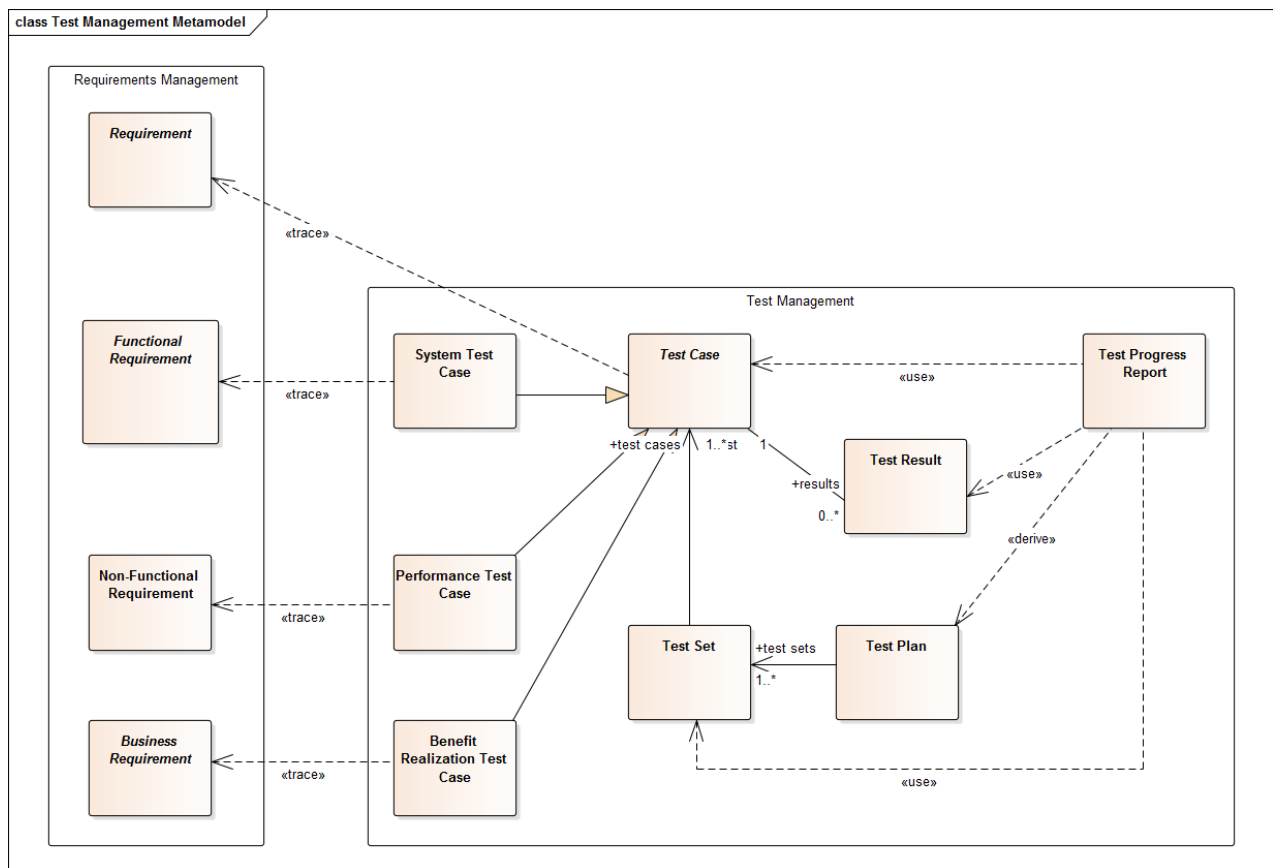 class Test Management Metamodel
Requirements Management
Requirement
«trace»
Test Management
Functional
Requirement
«trace»
System Test
Case
Test Case
«use»
Test Progress
Report
+test cases
1..*st
1
Test Result
+results
0..*
«use»
«derive»
Non-Functional
Requirement
«trace»
Performance Test
Case
Test Set
+test sets
1..*
Test Plan
Business
Requirement
«trace»
Benefit
Realization Test
Case
«use»